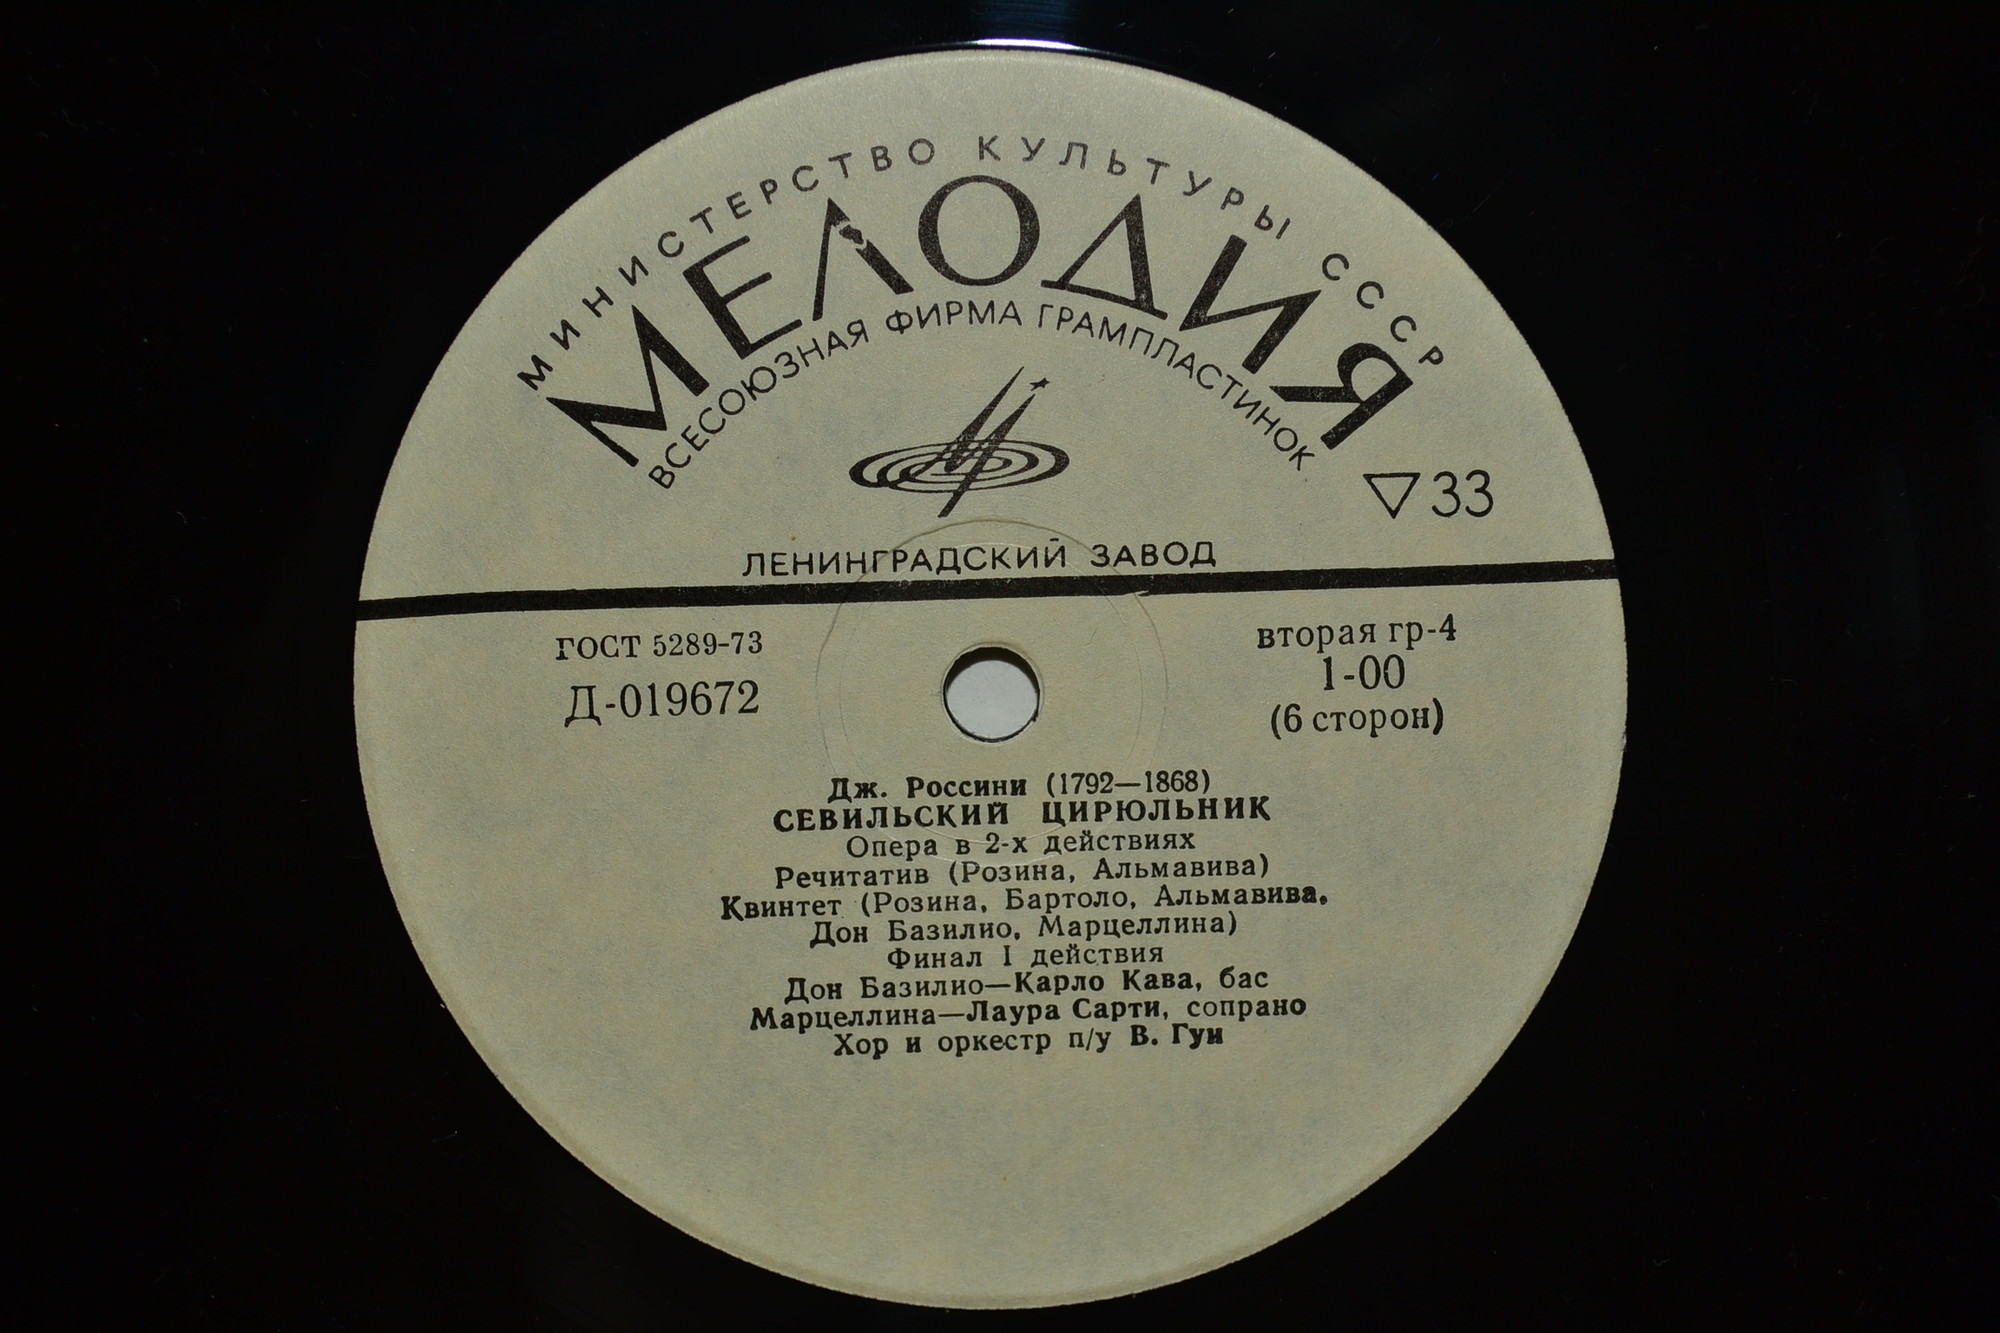 МИНИСТЕРСТВО КУЛЬТУРЫ СССР
МЕЛОДИЯ
ВСЕСОЮЗНАЯ ФИРМА ГРАМПЛАСТИНОК
33
ЛЕНИНГРАДСКИЙ ЗАВОД
ГОСТ 5289-73
Д-019672
вторая гр-4
1-00
(6 сторон)
Дж. Россини (1792—1868)
СЕВИЛЬСКИЙ ЦИРЮЛЬНИК
Опера в 2-х действиях
Речитатив (Розина, Альмавива)
Квинтет (Розина, Бартоло, Альмавива,
Дон Базилио, Марцеллина)
Финал I действия
Дон Базилио—Карло Кава, бас
Марцеллина—Лаура Сарти, сопрано
Хор и оркестр п/у В. Гуи